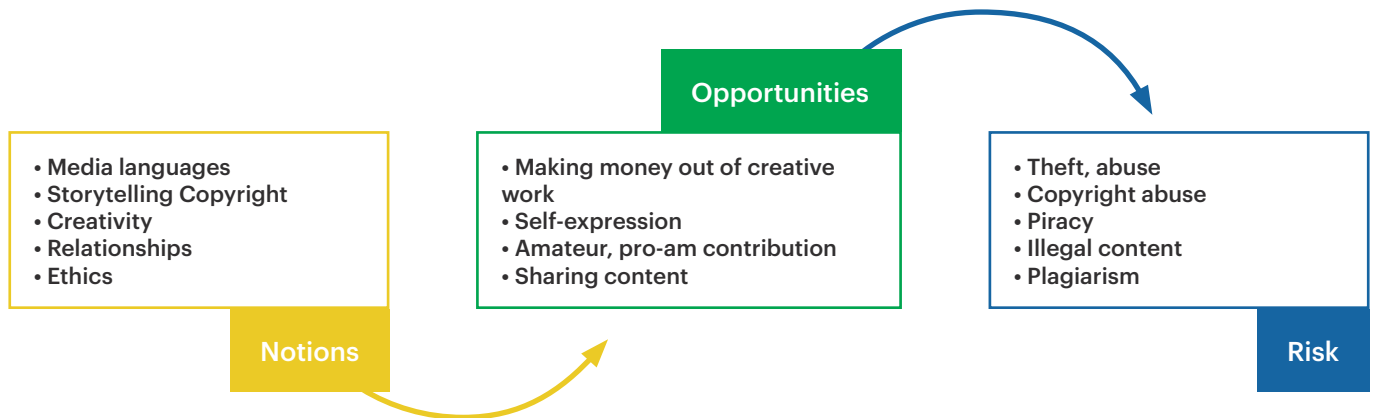 • Media languages
• Storytelling Copyright
• Creativity
• Relationships
• Ethics
Notions
Opportunities
• Making money out of creative
work
• Self-expression
• Amateur, pro-am contribution
• Sharing content
• Theft, abuse
• Copyright abuse
• Piracy
• Illegal content
• Plagiarism
Risk